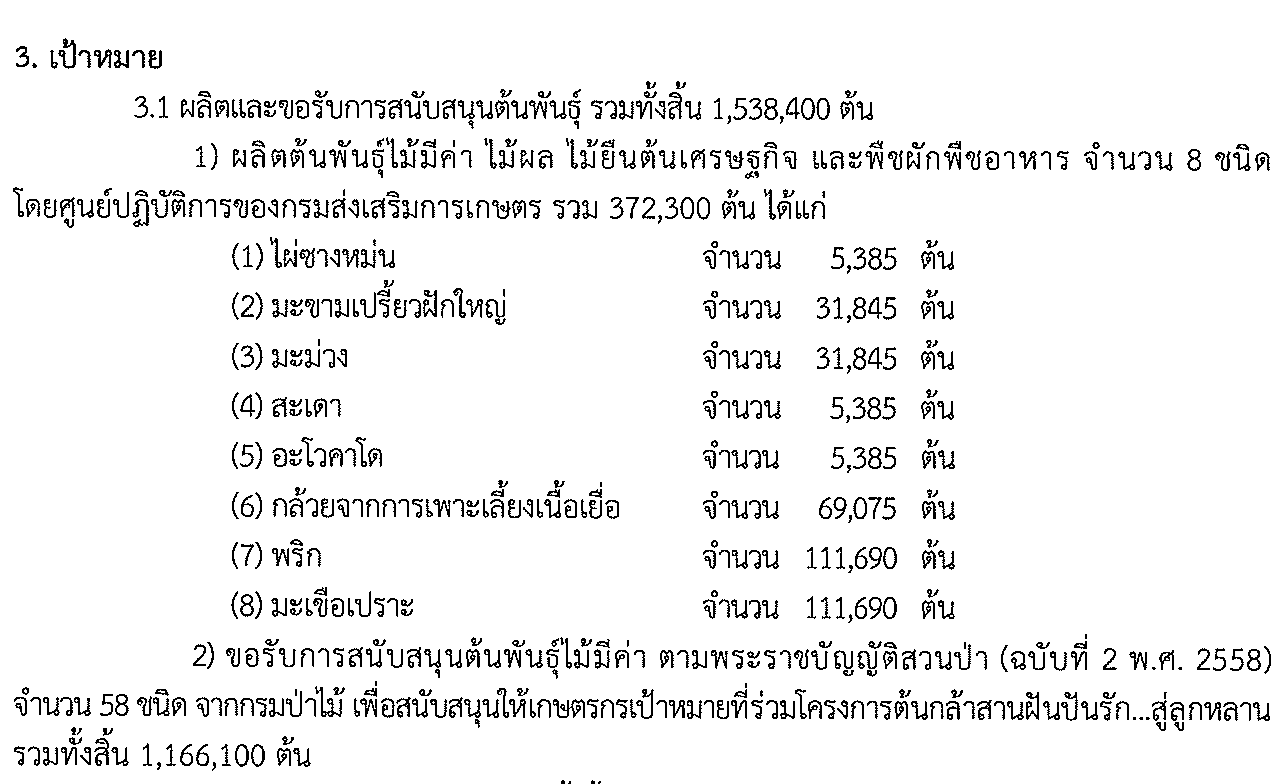 3. เป้าหมาย
3.1 ผลิตและขอรับการสนับสนุนต้นพันธุ์ รวมทั้งสิ้น 1,538,400 ต้น
1) ผลิตต้นพันธุ์ไม้มีค่า ไม้ผล ไม้ยืนต้นเศรษฐกิจ และพืชผักพืชอาหาร จำนวน 8 ชนิด
โดยศูนย์ปฏิบัติการของกรมส่งเสริมการเกษตร รวม 372,300 ต้น ได้แก่
(1) ไผ่ซางหม่น จำนวน 5,385 ต้น
(2) มะขามเปรี้ยวฝักใหญ่ จำนวน 31,845 ต้น
(3) มะม่วง จำนวน 31,845 ต้น
(4) สะเดา จำนวน 5,385 ต้น
(5) อะโวคาโด จำนวน 5,385 ต้น
(6) กล้วยจากการเพาะเลี้ยงเนื้อเยื่อ จำนวน 69,075 ต้น
(7) พริก จำนวน 111,690 ต้น
(8) มะเขือเปราะ จำนวน 111,690 ต้น
2) ขอรับการสนับสนุนต้นพันธุ์ไม้มีค่า ตามพระราชบัญญัติสวนป่า (ฉบับที่ 2 พ.ศ. 2558)
จำนวน 58 ชนิด จากกรมป่าไม้ เพื่อสนับสนุนให้เกษตรกรเป้าหมายที่ร่วมโครงการต้นกล้าสานฝันปันรัก...สู่ลูกหลาน
รวมทั้งสิ้น 1,166,100 ต้น